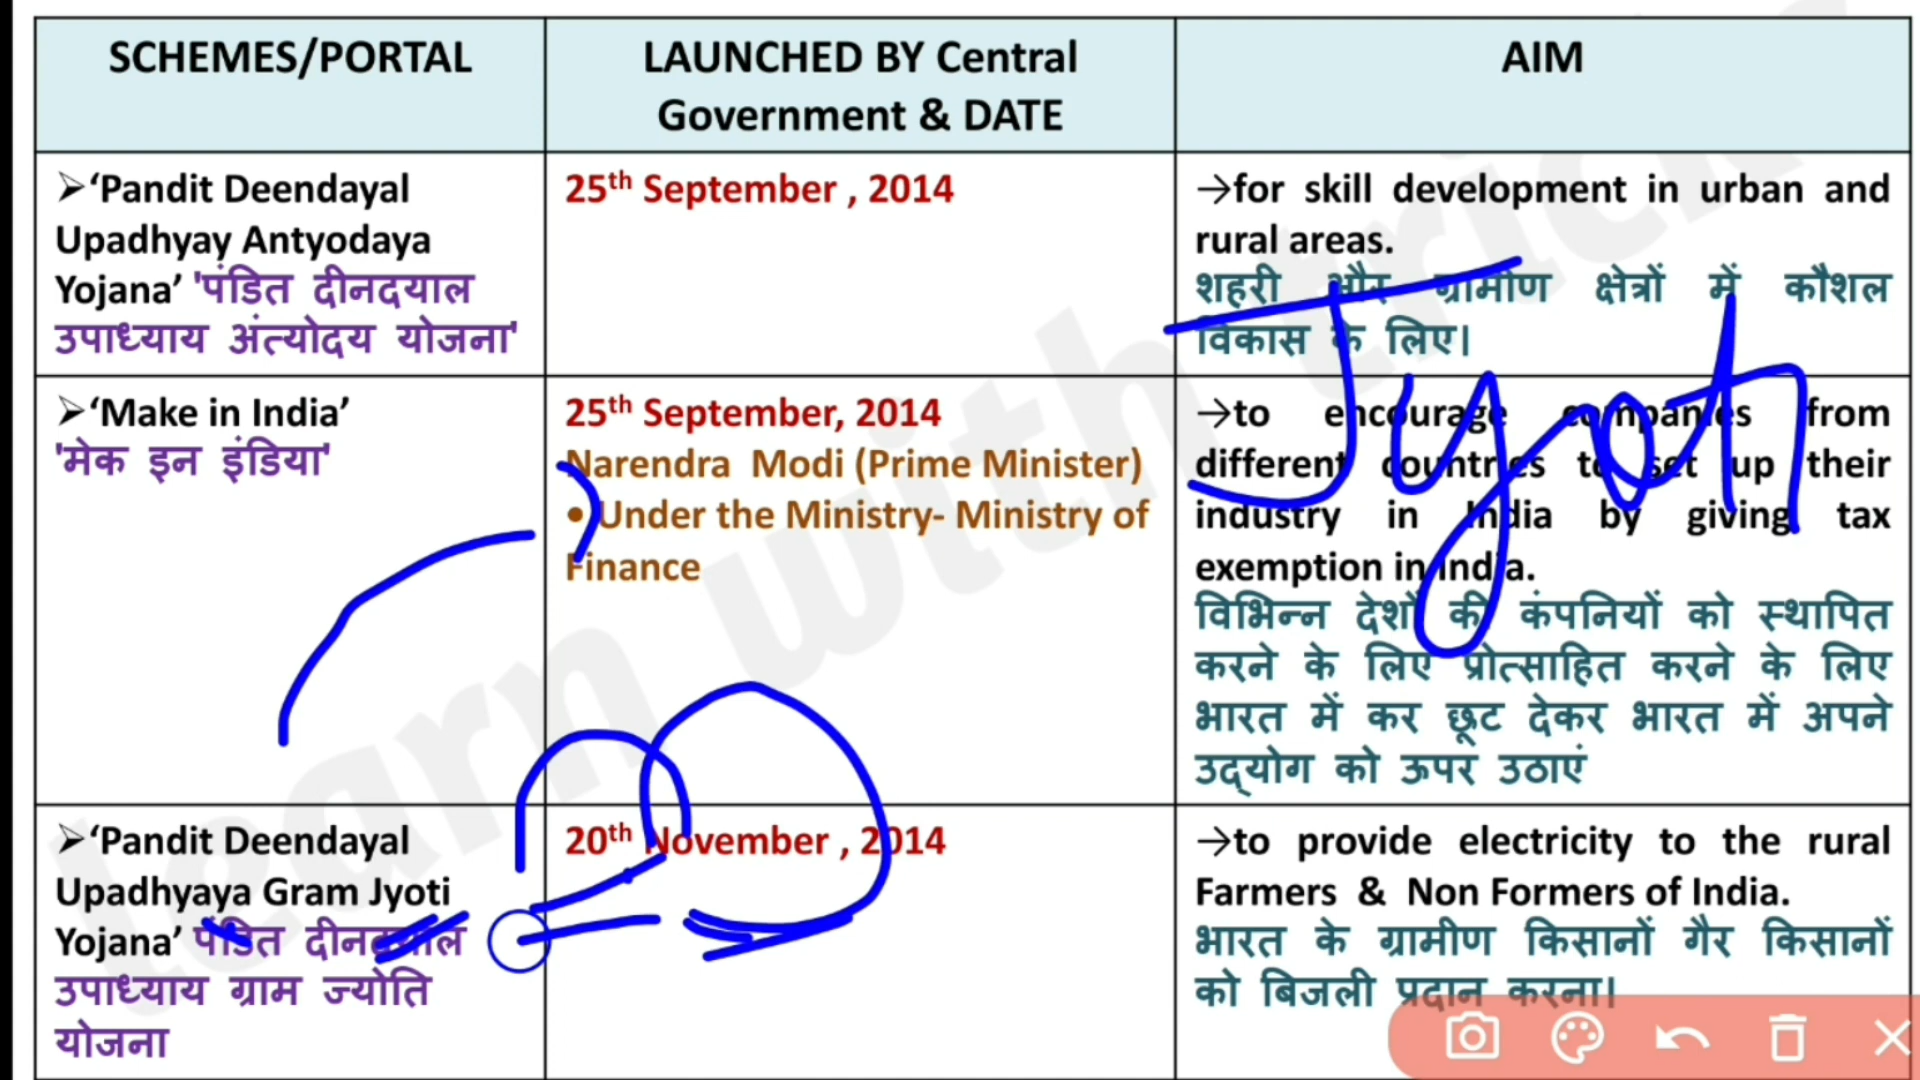 SCHEMES/PORTAL
LAUNCHED BY Central
Government & DATE
AIM
➢‘Pandit Deendayal
Upadhyay Antyodaya
Yojana’ 'पंडित दीनदयाल
उपाध्याय अंत्योदय योजना'
25th September , 2014
→for skill development in urban and
rural areas.
शहरी और ग्रामीण क्षेत्रों में कौशल
विकास के लिए।
➢‘Make in India’
'मेक इन इंडिया'
25th September, 2014
Narendra Modi (Prime Minister)
• Under the Ministry- Ministry of
Finance
→to encourage companies from
different countries to set up their
industry in India by giving tax
exemption in India.
विभिन्न देशों की कंपनियों को स्थापित
करने के लिए प्रोत्साहित करने के लिए
भारत में कर छूट देकर भारत में अपने
उद्योग को ऊपर उठाएं
➢‘Pandit Deendayal
Upadhyaya Gram Jyoti
Yojana’ पंडित दीनदयाल
उपाध्याय ग्राम ज्योति
योजना
20th November , 2014
→to provide electricity to the rural
Farmers & Non Formers of India.
भारत के ग्रामीण किसानों गैर किसानों
को बिजली प्रदान करना।
Jyoti
learn with trick